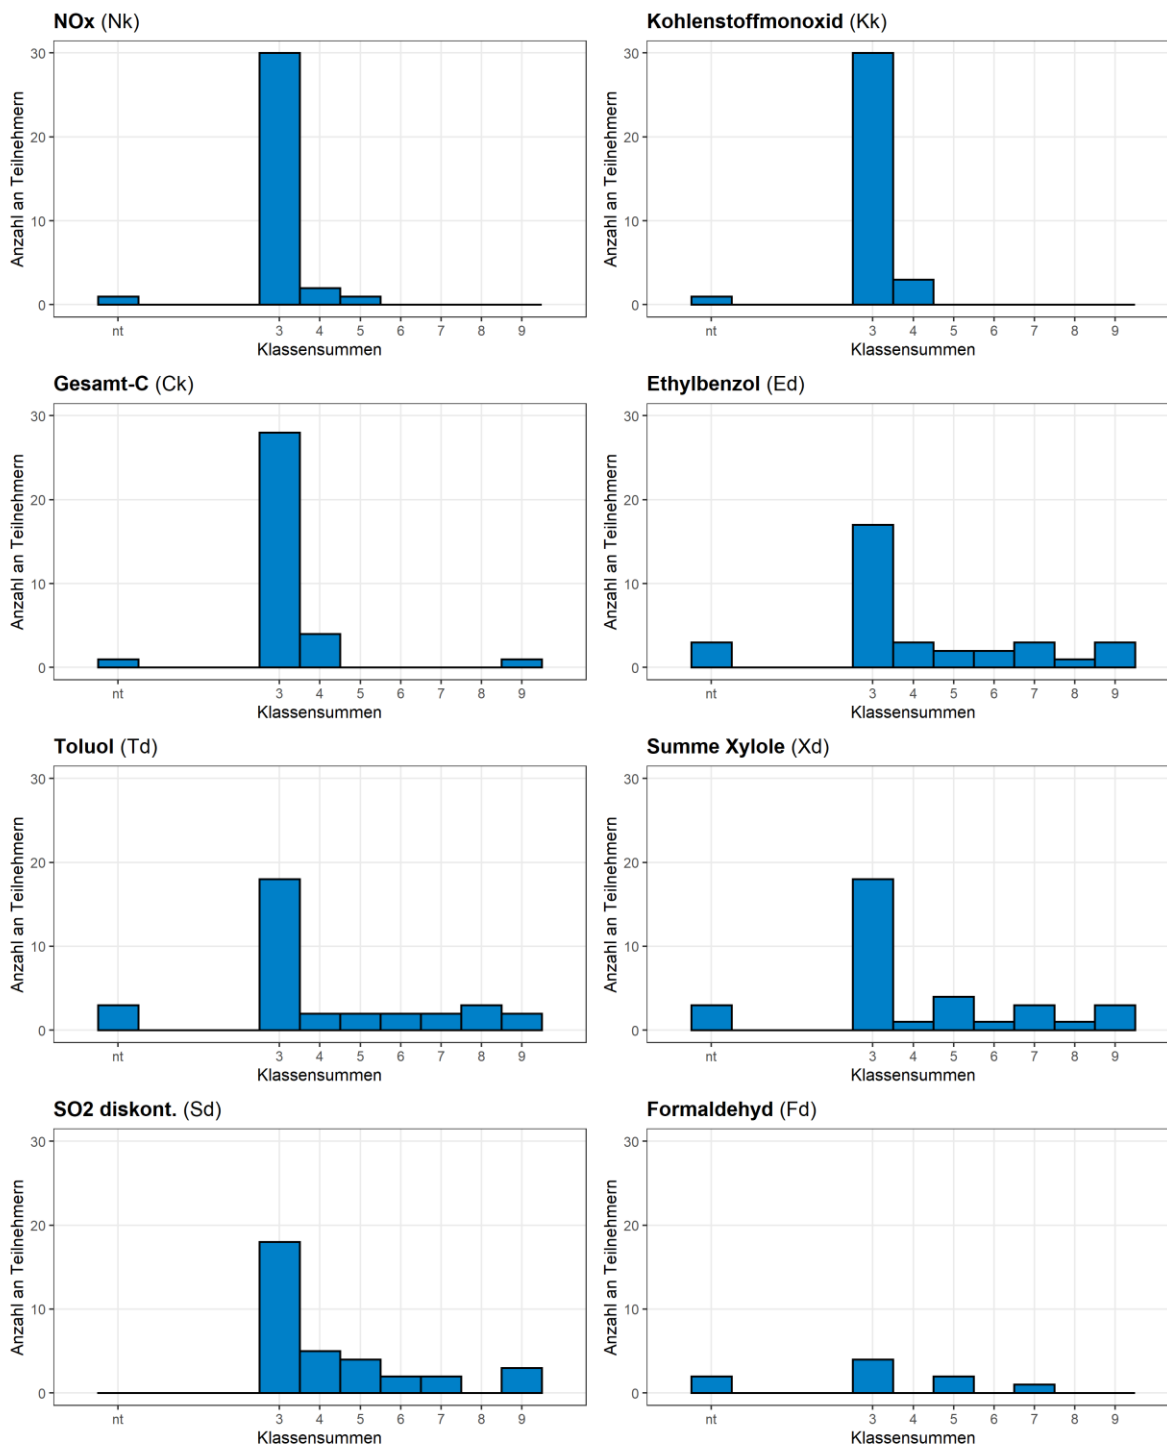 NOx (Nk)
Anzahl an Teilnehmern
30
20
10
0
nt 3 4 5 6 7 8 9
Klassensummen
Kohlenstoffmonoxid (Kk)
Anzahl an Teilnehmern
30
20
10
0
nt 3 4 5 6 7 8 9
Klassensummen
Gesamt-C (Ck)
Anzahl an Teilnehmern
30
20
10
0
nt 3 4 5 6 7 8 9
Klassensummen
Ethylbenzol (Ed)
Anzahl an Teilnehmern
30
20
10
0
nt 3 4 5 6 7 8 9
Klassensummen
Toluol (Td)
Anzahl an Teilnehmern
30
20
10
0
nt 3 4 5 6 7 8 9
Klassensummen
Summe Xylole (Xd)
Anzahl an Teilnehmern
30
20
10
0
nt 3 4 5 6 7 8 9
Klassensummen
SO2 diskont. (Sd)
Anzahl an Teilnehmern
30
20
10
0
nt 3 4 5 6 7 8 9
Klassensummen
Formaldehyd (Fd)
Anzahl an Teilnehmern
30
20
10
0
nt 3 4 5 6 7 8 9
Klassensummen